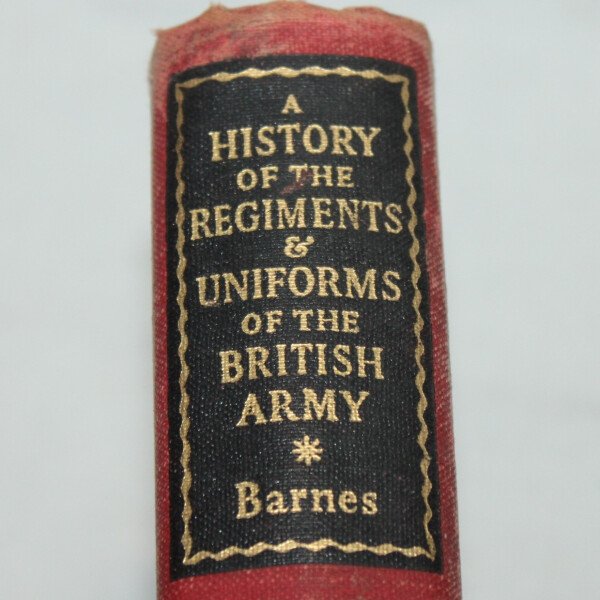 A
HISTORY
OF THE
REGIMENTS
&
UNIFORMS
OF THE
BRITISH
ARMY
Barnes